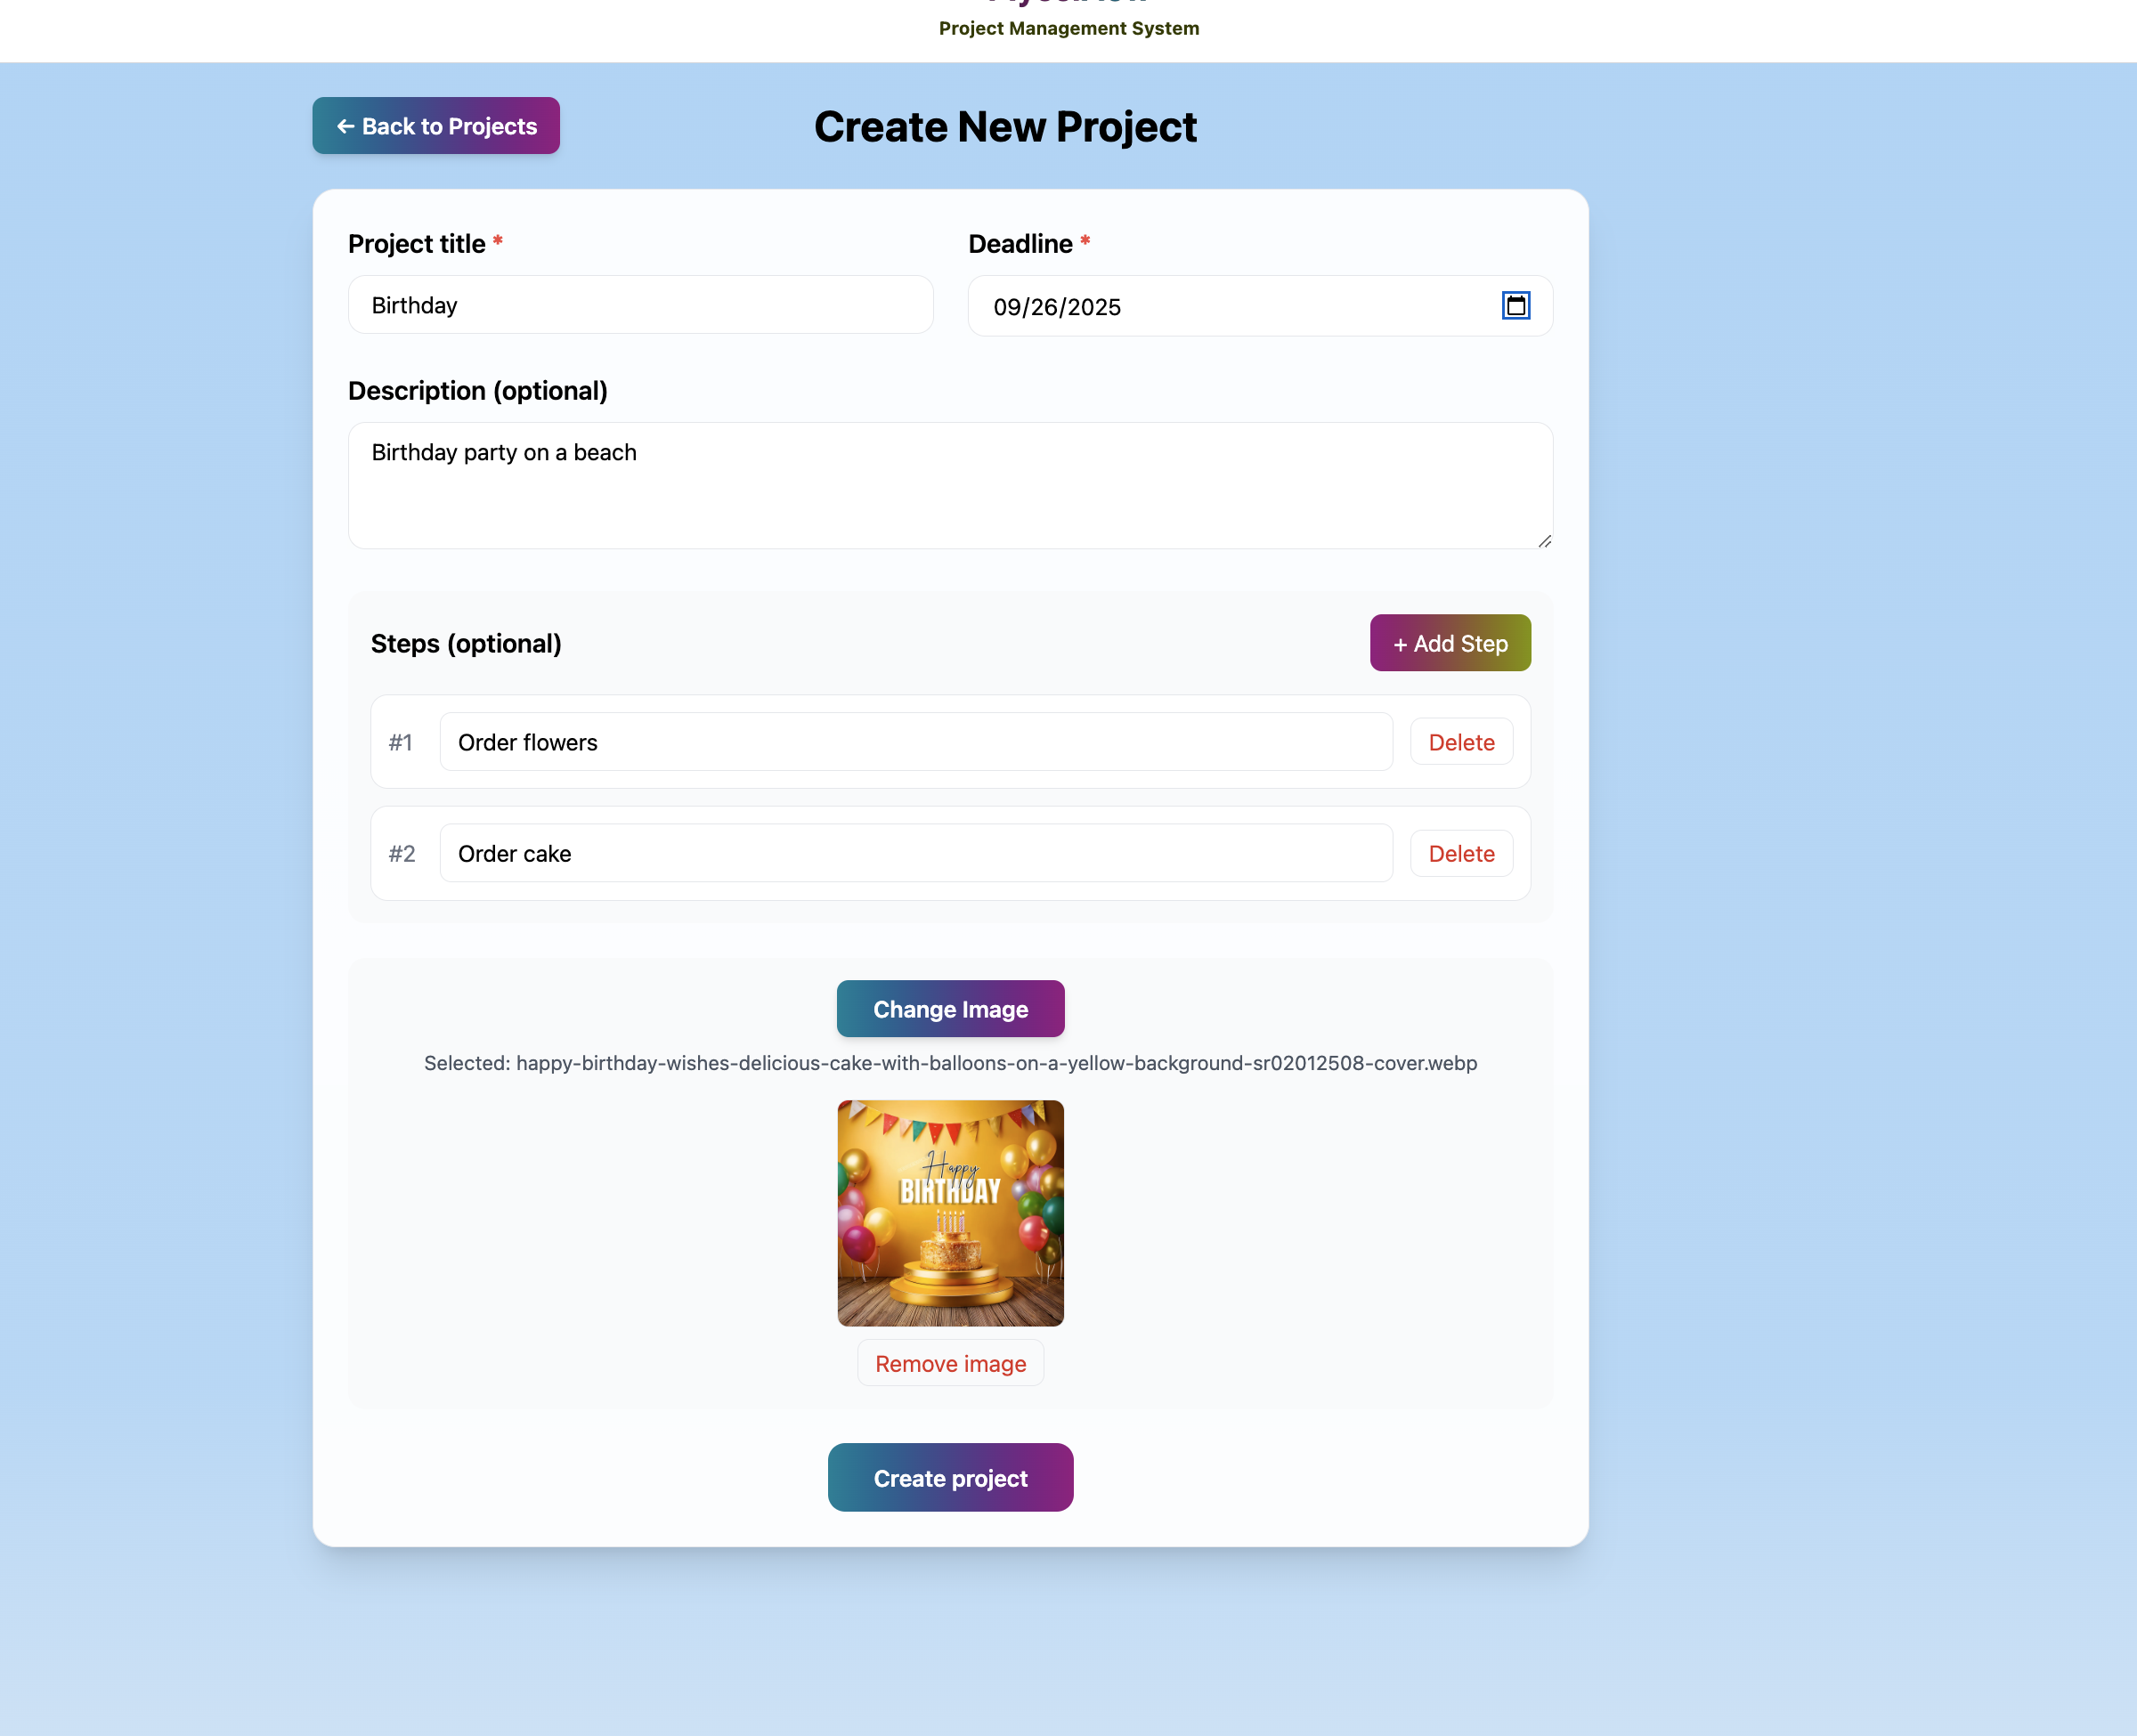 Project Management System
← Back to Projects
Create New Project
Project title *
Deadline *
Birthday
09/26/2025
Description (optional)
Birthday party on a beach
Steps (optional)
+ Add Step
#1
Order flowers
Delete
#2
Order cake
Delete
Change Image
Selected: happy-birthday-wishes-delicious-cake-with-balloons-on-a-yellow-background-sr02012508-cover.webp
Happy
BIRTHDAY
Remove image
Create project